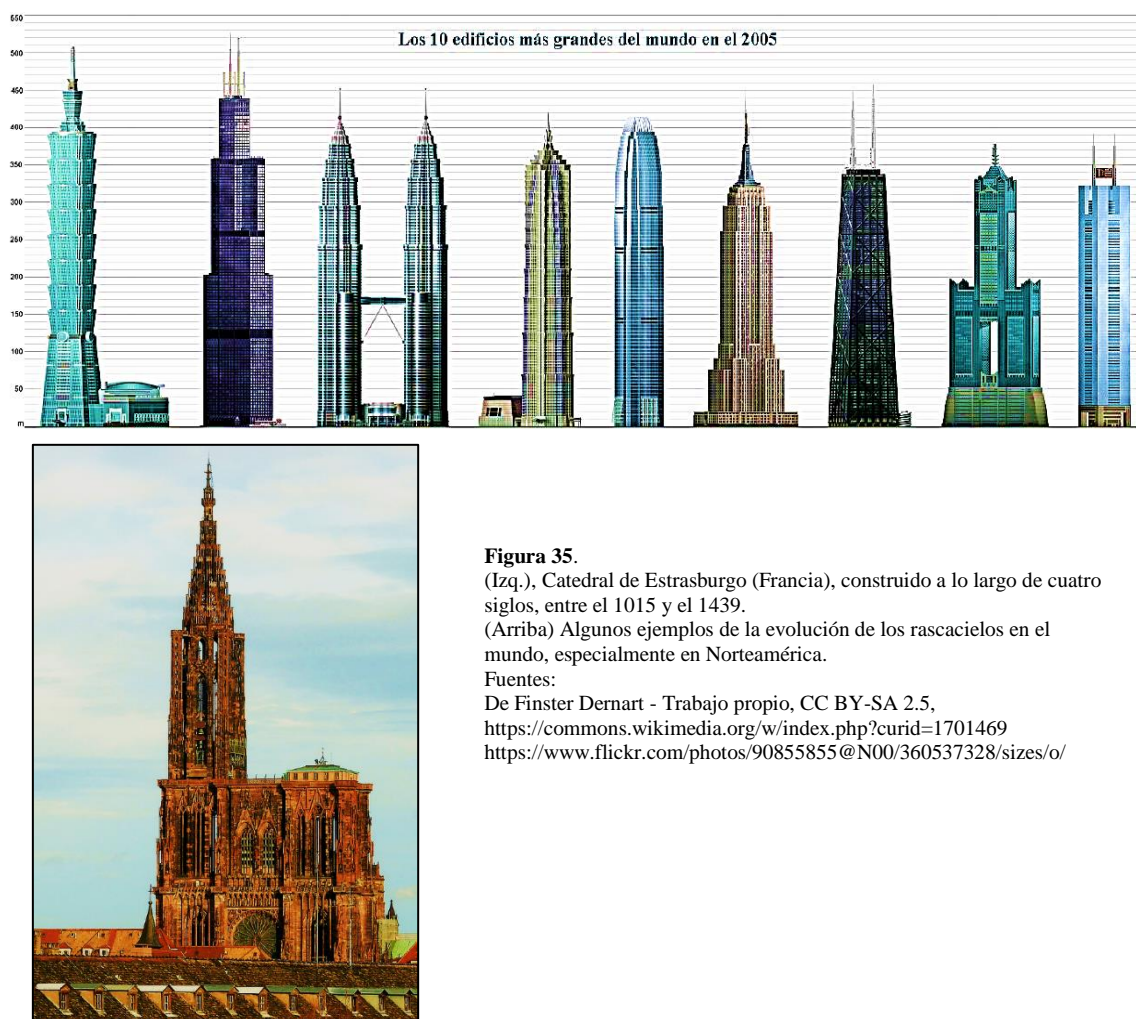 Los 10 edificios más grandes del mundo en el 2005
550
500
450
400
350
300
250
200
150
100
50
m
Figura 35.
(Izq.), Catedral de Estrasburgo (Francia), construido a lo largo de cuatro
siglos, entre el 1015 y el 1439.
(Arriba) Algunos ejemplos de la evolución de los rascacielos en el
mundo, especialmente en Norteamérica.
Fuentes:
De Finster Dernart - Trabajo propio, CC BY-SA 2.5,
https://commons.wikimedia.org/w/index.php?curid=1701469
https://www.flickr.com/photos/90855855@N00/360537328/sizes/o/